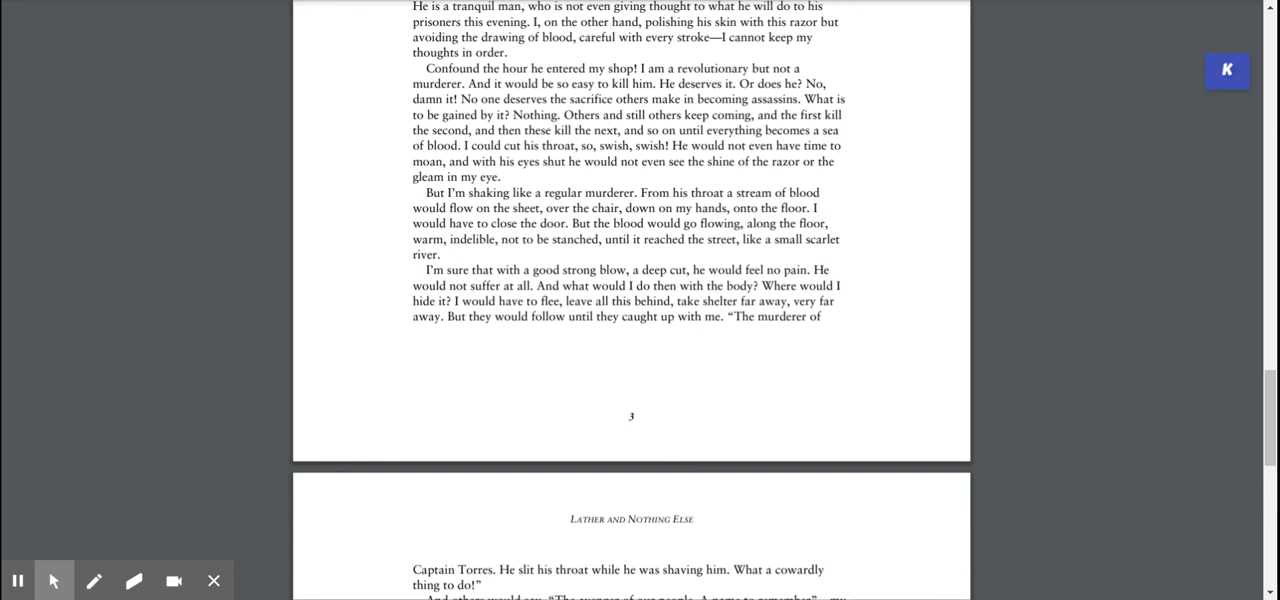 He is a tranquil man, who is not even giving thought to what he will do to his
prisoners this evening. I, on the other hand, polishing his skin with this razor but
avoiding the drawing of blood, careful with every stroke—I cannot keep my
thoughts in order.
Confound the hour he entered my shop! I am a revolutionary but not a
murderer. And it would be so easy to kill him. He deserves it. Or does he? No,
damn it! No one deserves the sacrifice others make in becoming assassins. What is
to be gained by it? Nothing. Others and still others keep coming, and the first kill
the second, and then these kill the next, and so on until everything becomes a sea
of blood. I could cut his throat, so, swish, swish! He would not even have time to
moan, and with his eyes shut he would not even see the shine of the razor or the
gleam in my eye.
But I’m shaking like a regular murderer. From his throat a stream of blood
would flow on the sheet, over the chair, down on my hands, onto the floor. I
would have to close the door. But the blood would go flowing, along the floor,
warm, indelible, not to be stanched, until it reached the street, like a small scarlet
river.
I’m sure that with a good strong blow, a deep cut, he would feel no pain. He
would not suffer at all. And what would I do then with the body? Where would I
hide it? I would have to flee, leave all this behind, take shelter far away, very far
away. But they would follow until they caught up with me. “The murderer of
3
LATHER AND NOTHING ELSE
Captain Torres. He slit his throat while he was shaving him. What a cowardly
thing to do!”
And others would say, “The avenger of our people. A name to remember”—my
K